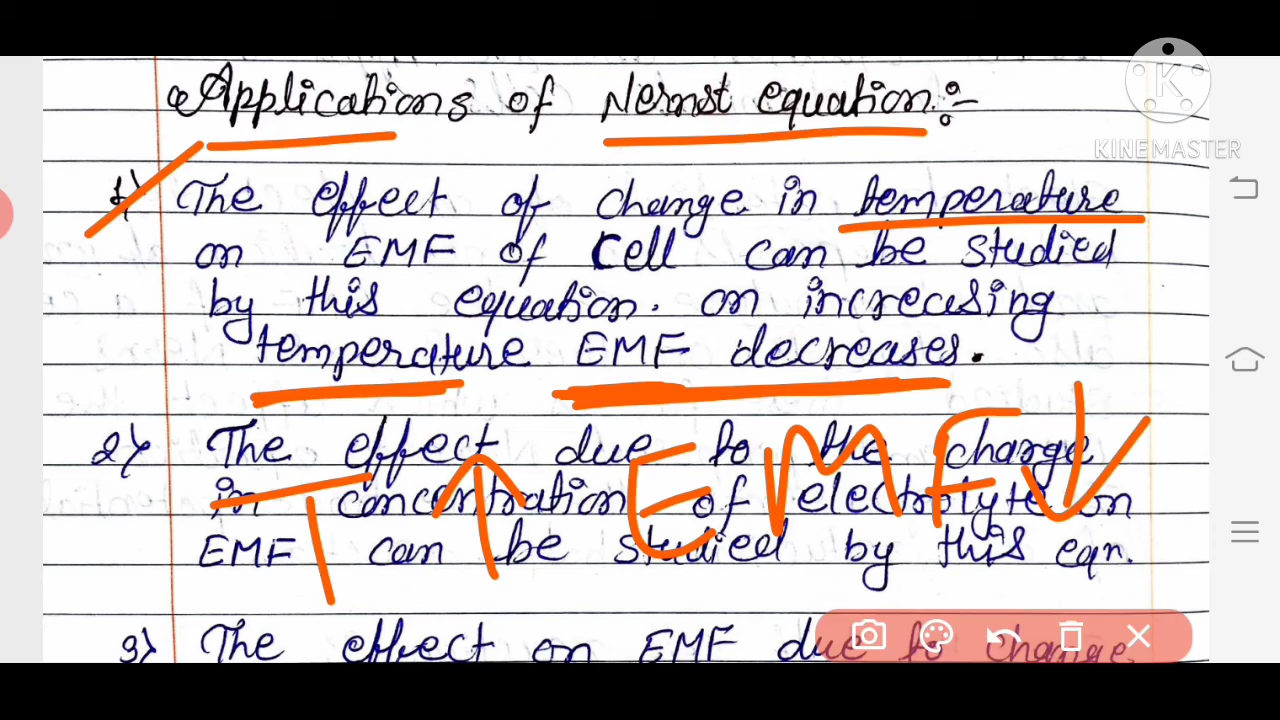 Applications of Nernst equation:-
KINEMASTER
1) The effect of change in temperature
on EMF of Cell can be studied
by this equation. on increasing
temperature EMF decreases.
2) The effect due to the change
in concentration of electrolyte on
EMF can be studied by this eqn.
T ↑ EMF ↓
3) The effect on EMF due to change